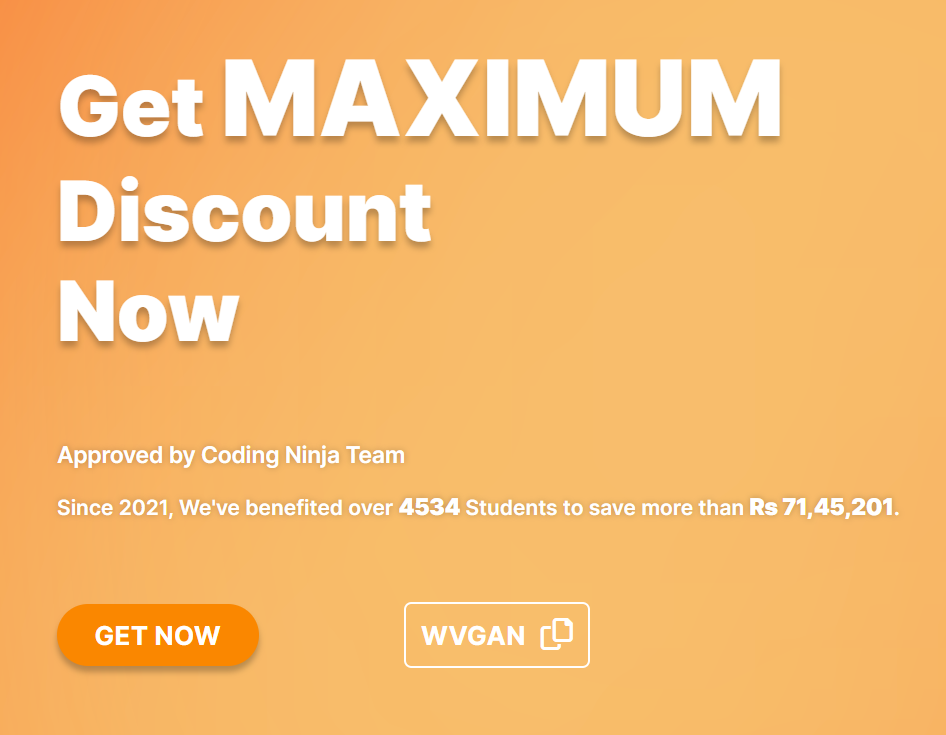 Get MAXIMUM
Discount
Now
Approved by Coding Ninja Team
Since 2021, We've benefited over 4534 Students to save more than Rs 71,45,201.
GET NOW
WVGAN